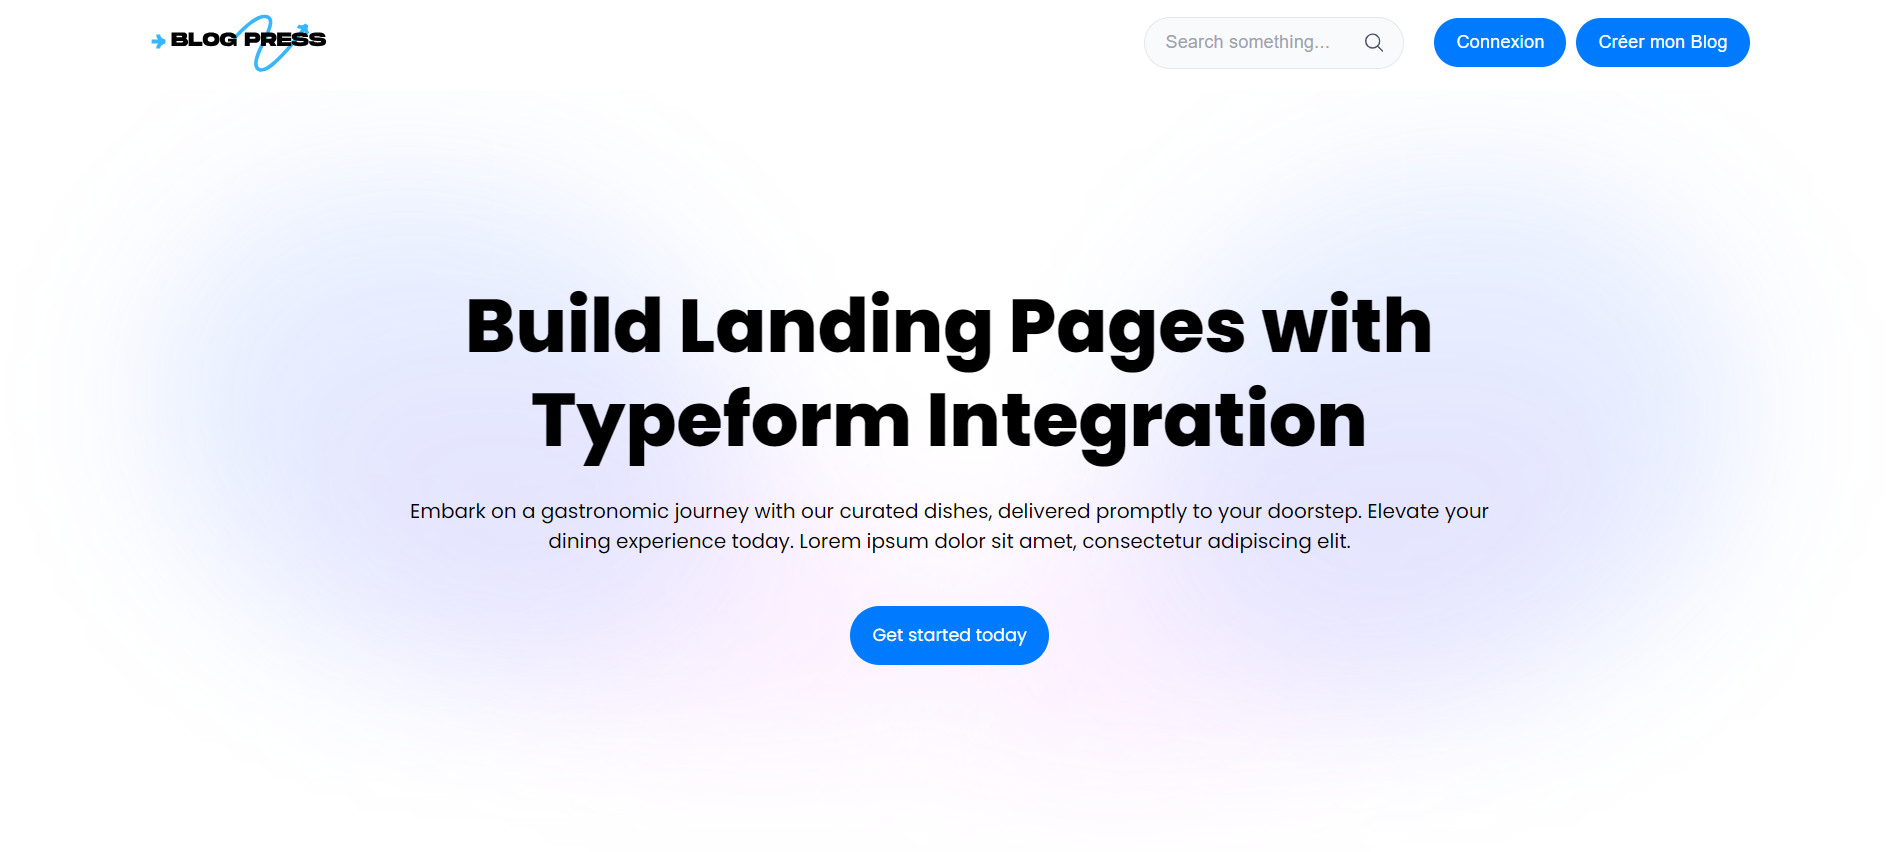 BLOG PRESS
Search something...
Connexion
Créer mon Blog
Build Landing Pages with
Typeform Integration
Embark on a gastronomic journey with our curated dishes, delivered promptly to your doorstep. Elevate your
dining experience today. Lorem ipsum dolor sit amet, consectetur adipiscing elit.
Get started today